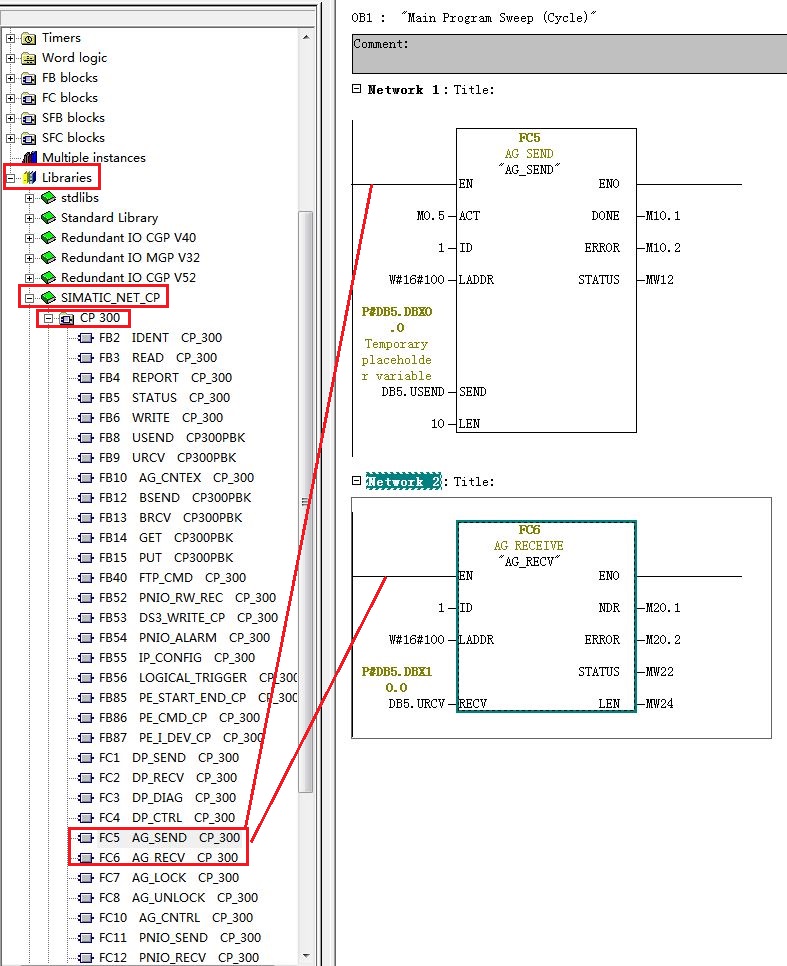 Timers
Word logic
FB blocks
FC blocks
SFB blocks
SFC blocks
Multiple instances
Libraries
stdlibs
Standard Library
Redundant IO CGP V40
Redundant IO MGP V32
Redundant IO CGP V52
SIMATIC_NET_CP
CP 300
FB2 IDENT CP_300
FB3 READ CP_300
FB4 REPORT CP_300
FB5 STATUS CP_300
FB6 WRITE CP_300
FB8 USEND CP300PBK
FB9 URCV CP300PBK
FB10 AG_CNTEX CP_300
FB12 BSEND CP300PBK
FB13 BRCV CP300PBK
FB14 GET CP300PBK
FB15 PUT CP300PBK
FB40 FTP_CMD CP_300
FB52 PNIO_RW_REC CP_300
FB53 DS3_WRITE_CP CP_300
FB54 PNIO_ALARM CP_300
FB55 IP_CONFIG CP_300
FB56 LOGICAL_TRIGGER CP_300
FB85 PE_START_END_CP CP_300
FB86 PE_CMD_CP CP_300
FB87 PE_I_DEV_CP CP_300
FC1 DP_SEND CP_300
FC2 DP_RECV CP_300
FC3 DP_DIAG CP_300
FC4 DP_CTRL CP_300
FC5 AG_SEND CP_300
FC6 AG_RECV CP_300
FC7 AG_LOCK CP_300
FC8 AG_UNLOCK CP_300
FC10 AG_CNTRL CP_300
FC11 PNIO_SEND CP_300
FC12 PNIO_RECV CP_300
OB1 : "Main Program Sweep (Cycle)"
Comment:
Network 1: Title:
FC5
AG SEND
"AG_SEND"
EN ENO
M0.5 ACT DONE M10.1
1 ID ERROR M10.2
W#16#100 LADDR STATUS MW12
P#DB5.DBX0
.0
Temporary
placeholde
r variable
DB5.USEND SEND
10 LEN
Network 2: Title:
FC6
AG RECEIVE
"AG_RECV"
EN ENO
1 ID NDR M20.1
W#16#100 LADDR ERROR M20.2
P#DB5.DBX1 STATUS MW22
0.0
DB5.URCV RECV LEN MW24